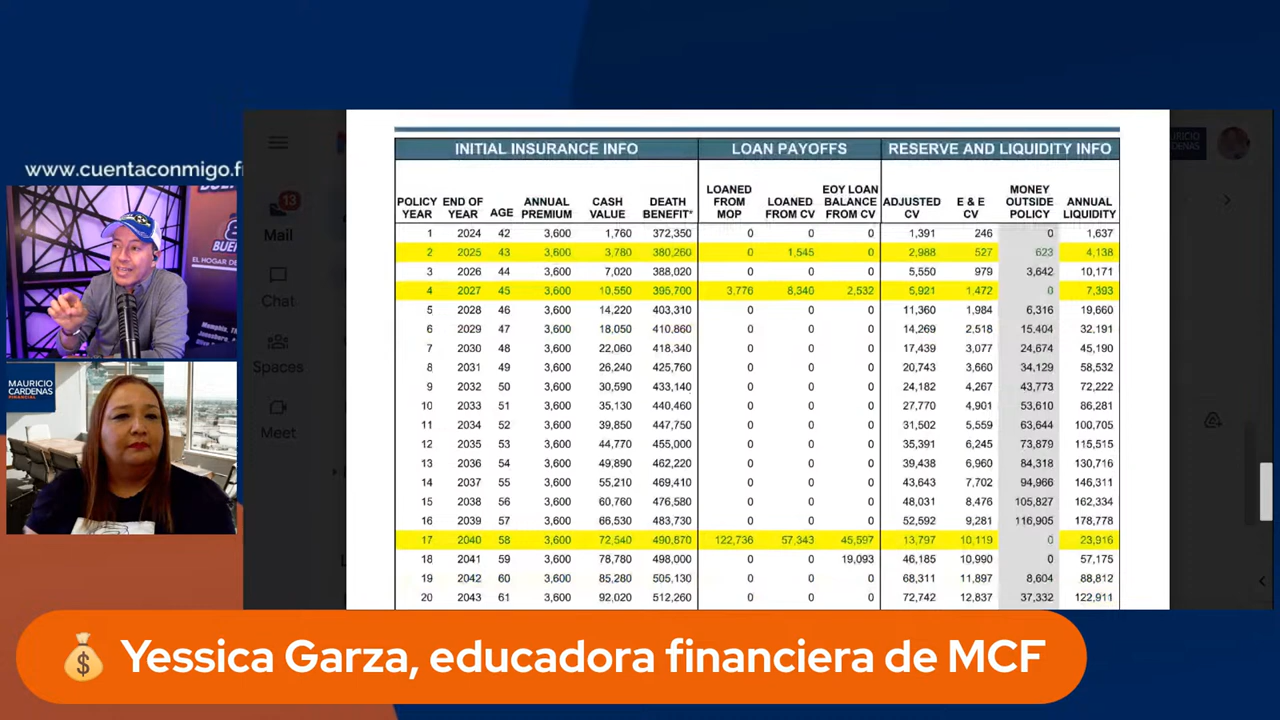 www.cuentaconmigo.f
13
Mail
Chat
Spaces
Meet
MAURICIO
CARDENAS
FINANCIAL
EL HOGAR DE
RICIO
RDENAS
INITIAL INSURANCE INFO LOAN PAYOFFS RESERVE AND LIQUIDITY INFO
POLICY YEAR END OF YEAR AGE ANNUAL PREMIUM CASH VALUE DEATH BENEFIT* LOANED FROM MOP LOANED FROM CV EOY LOAN BALANCE FROM CV ADJUSTED CV E & E CV MONEY OUTSIDE POLICY ANNUAL LIQUIDITY
1 2024 42 3,600 1,760 372,350 0 0 0 1,391 246 0 1,637
2 2025 43 3,600 3,780 380,260 0 1,545 0 2,988 527 623 4,138
3 2026 44 3,600 7,020 388,020 0 0 0 5,550 979 3,642 10,171
4 2027 45 3,600 10,550 395,700 3,776 8,340 2,532 5,921 1,472 0 7,393
5 2028 46 3,600 14,220 403,310 0 0 0 11,360 1,984 6,316 19,660
6 2029 47 3,600 18,050 410,860 0 0 0 14,269 2,518 15,404 32,191
7 2030 48 3,600 22,060 418,340 0 0 0 17,439 3,077 24,674 45,190
8 2031 49 3,600 26,240 425,760 0 0 0 20,743 3,660 34,129 58,532
9 2032 50 3,600 30,590 433,140 0 0 0 24,182 4,267 43,773 72,222
10 2033 51 3,600 35,130 440,460 0 0 0 27,770 4,901 53,610 86,281
11 2034 52 3,600 39,850 447,750 0 0 0 31,502 5,559 63,644 100,705
12 2035 53 3,600 44,770 455,000 0 0 0 35,391 6,245 73,879 115,515
13 2036 54 3,600 49,890 462,220 0 0 0 39,438 6,960 84,318 130,716
14 2037 55 3,600 55,210 469,410 0 0 0 43,643 7,702 94,966 146,311
15 2038 56 3,600 60,760 476,580 0 0 0 48,031 8,476 105,827 162,334
16 2039 57 3,600 66,530 483,730 0 0 0 52,592 9,281 116,905 178,778
17 2040 58 3,600 72,540 490,870 122,736 57,343 45,597 13,797 10,119 0 23,916
18 2041 59 3,600 78,780 498,000 0 0 19,093 46,185 10,990 0 57,175
19 2042 60 3,600 85,280 505,130 0 0 0 68,311 11,897 8,604 88,812
20 2043 61 3,600 92,020 512,260 0 0 0 72,742 12,837 37,332 122,911
Yessica Garza, educadora financiera de MCF